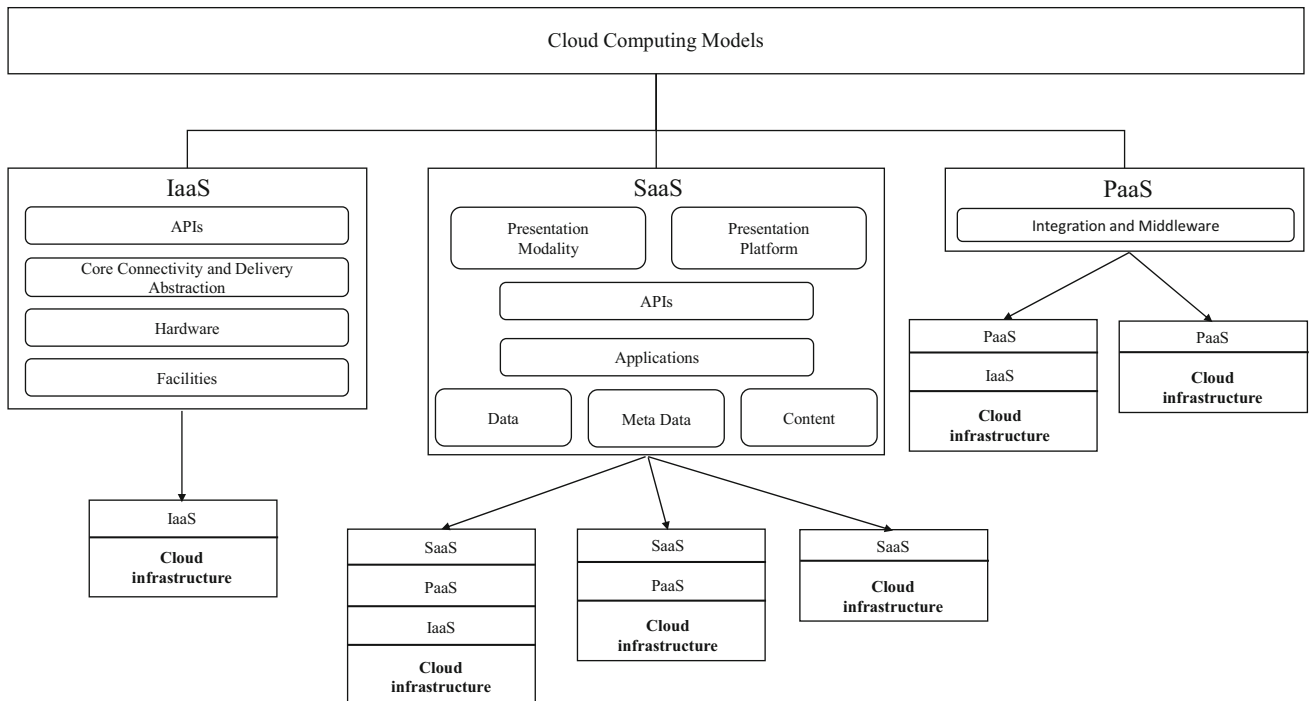 Cloud Computing Models
IaaS
APIs
Core Connectivity and Delivery
Abstraction
Hardware
Facilities
IaaS
Cloud
infrastructure
SaaS
Presentation
Modality
Presentation
Platform
APIs
Applications
Data
Meta Data
Content
SaaS
PaaS
IaaS
Cloud
infrastructure
SaaS
PaaS
Cloud
infrastructure
SaaS
Cloud
infrastructure
PaaS
Integration and Middleware
PaaS
IaaS
Cloud
infrastructure
PaaS
Cloud
infrastructure